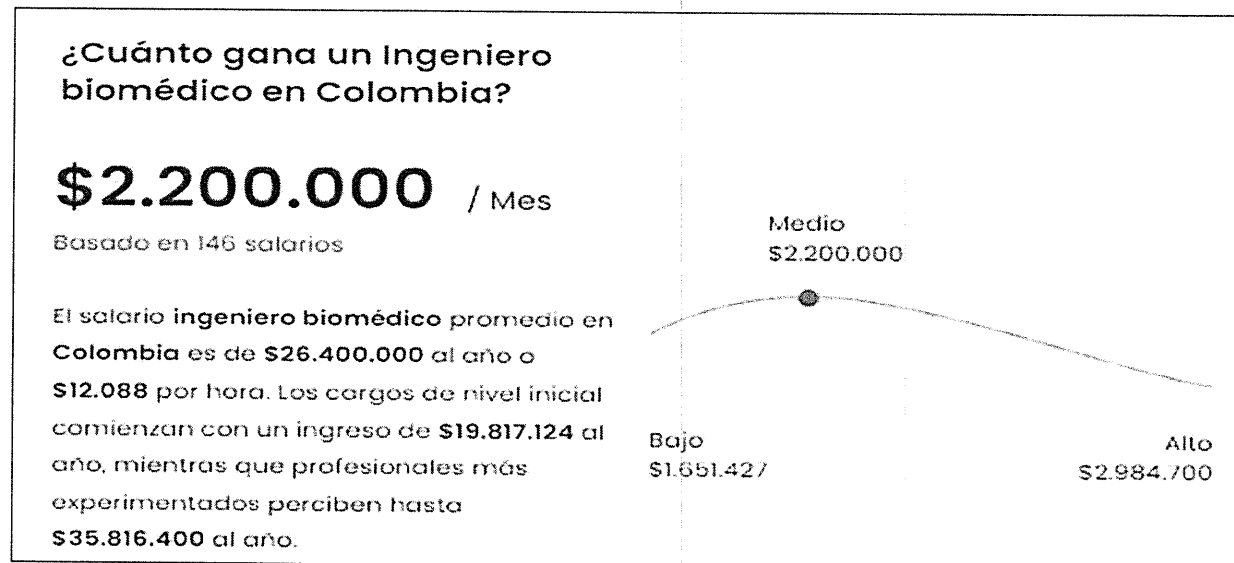 ¿Cuánto gana un Ingeniero
biomédico en Colombia?
$2.200.000 / Mes
Basado en 146 salarios
El salario ingeniero biomédico promedio en
Colombia es de $26.400.000 al año o
$12.088 por hora. Los cargos de nivel inicial
comienzan con un ingreso de $19.817.124 al
año, mientras que profesionales más
experimentados perciben hasta
$35.816.400 al año.
Medio
$2.200.000
Bajo
$1.651.427
Alto
$2.984.700